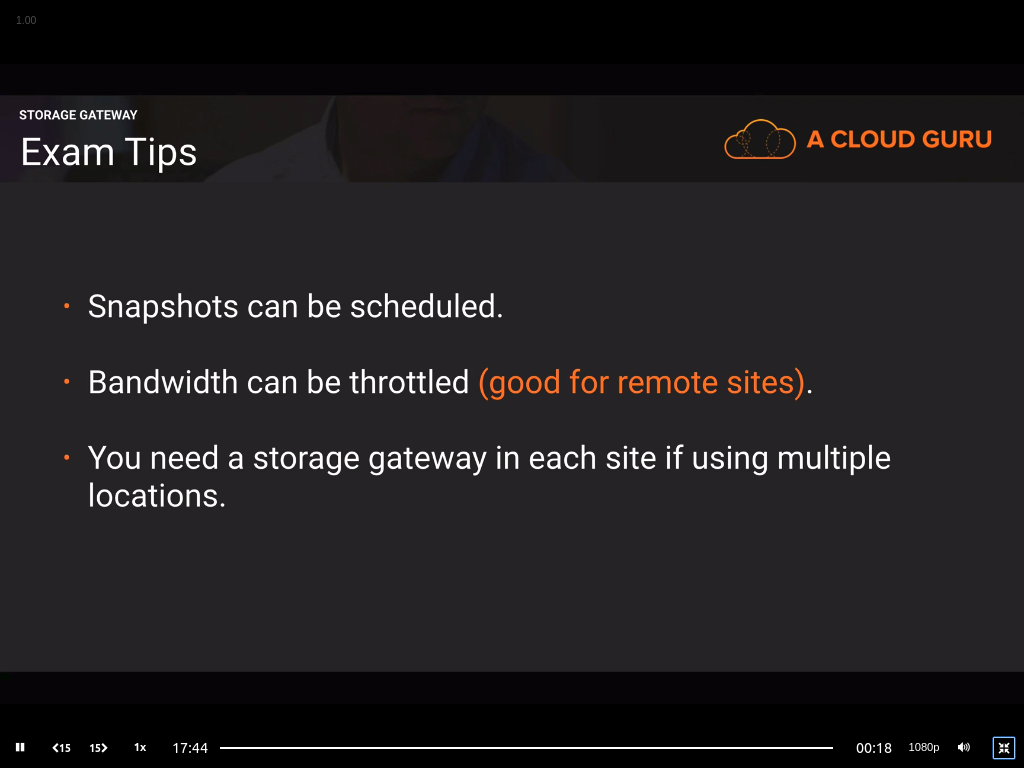 1.00
STORAGE GATEWAY
Exam Tips
A CLOUD GURU
• Snapshots can be scheduled.
• Bandwidth can be throttled (good for remote sites).
• You need a storage gateway in each site if using multiple
locations.
15 15 1x 17:44 00:18 1080p